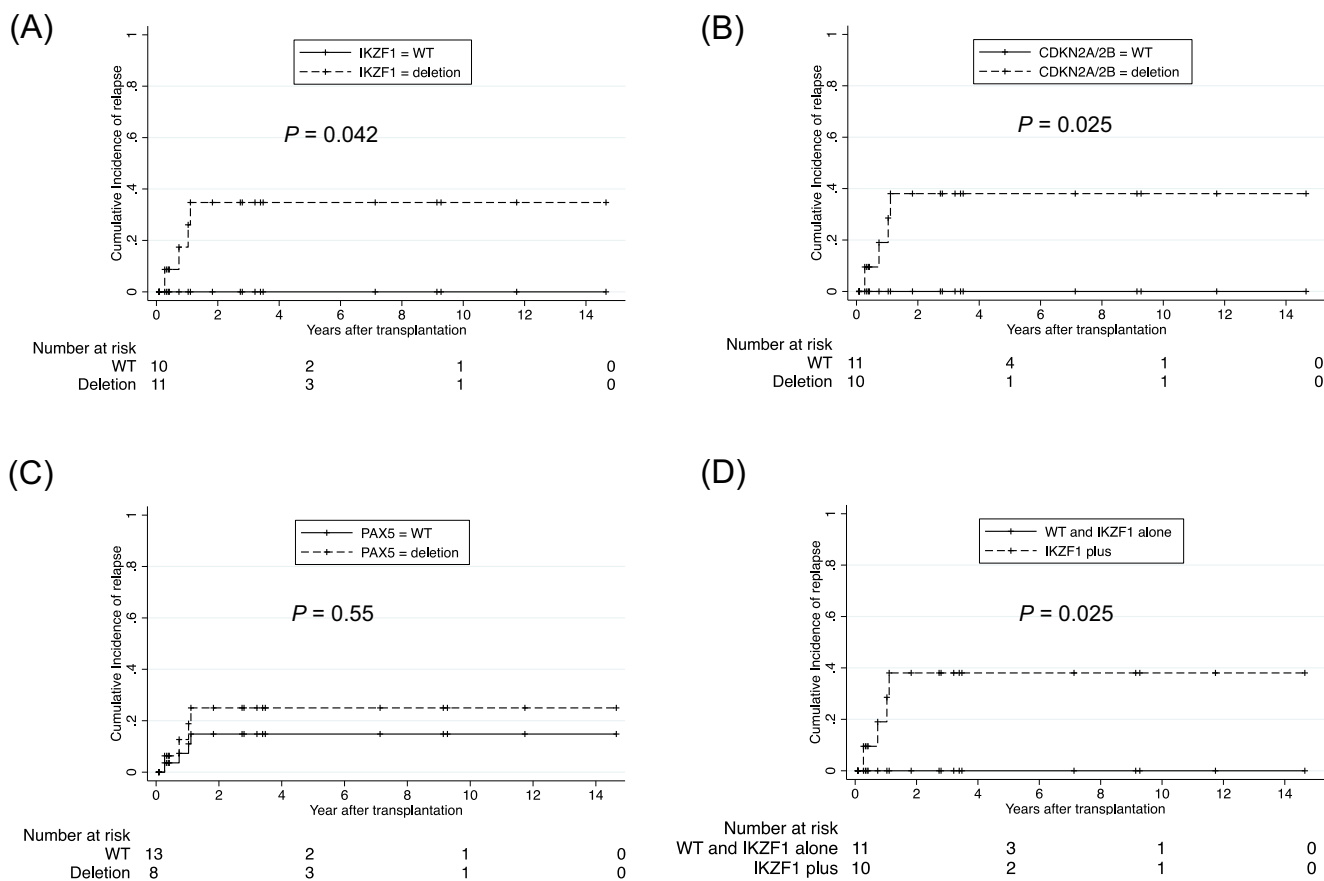 (A)
IKZF1 = WT
IKZF1 = deletion
P = 0.042
Cumulative Incidence of relapse
1
.8
.6
.4
.2
0
0 2 4 6 8 10 12 14
Years after transplantation
Number at risk
WT 10 2 1 0
Deletion 11 3 1 0
(B)
CDKN2A/2B = WT
CDKN2A/2B = deletion
P = 0.025
Cumulative Incidence of relapse
1
.8
.6
.4
.2
0
0 2 4 6 8 10 12 14
Years after transplantation
Number at risk
WT 11 4 1 0
Deletion 10 1 1 0
(C)
PAX5 = WT
PAX5 = deletion
P = 0.55
Cumulative Incidence of relapse
1
.8
.6
.4
.2
0
0 2 4 6 8 10 12 14
Years after transplantation
Number at risk
WT 13 2 1 0
Deletion 8 3 1 0
(D)
WT and IKZF1 alone
IKZF1 plus
P = 0.025
Cumulative Incidence of replapse
1
.8
.6
.4
.2
0
0 2 4 6 8 10 12 14
Years after transplantation
Number at risk
WT and IKZF1 alone 11 3 1 0
IKZF1 plus 10 2 1 0